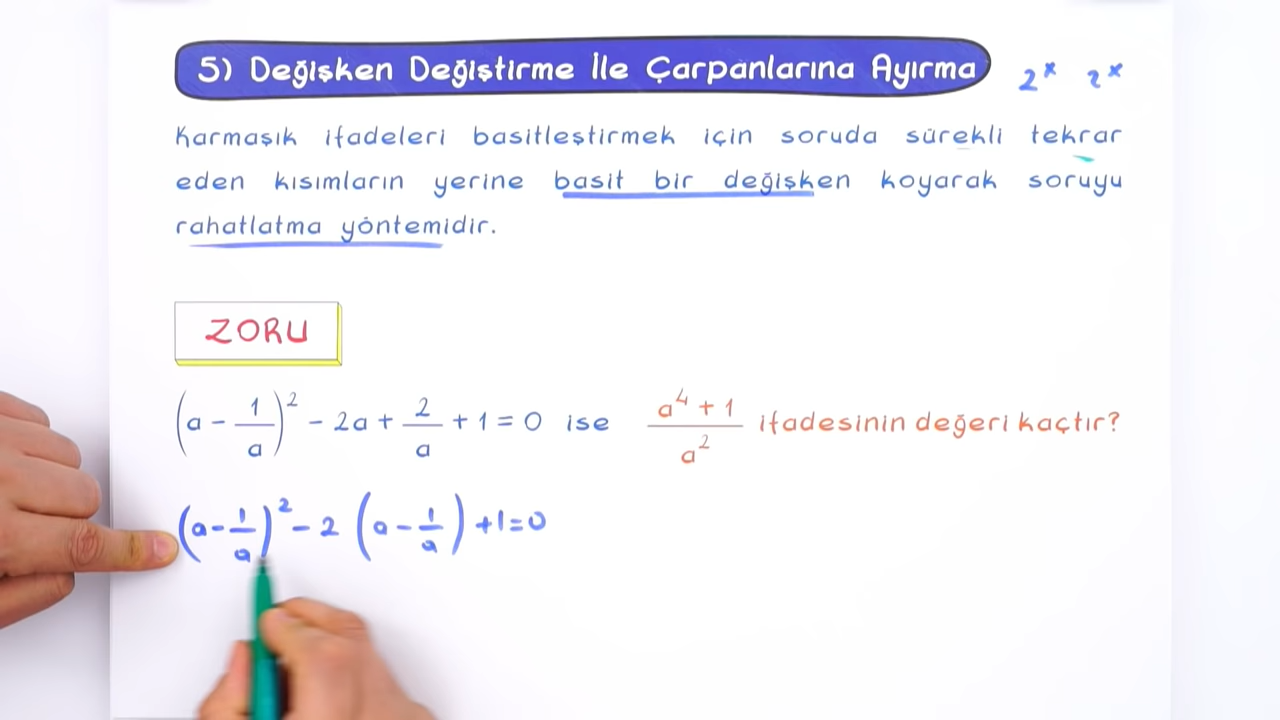 5) Değişken Değiştirme İle Çarpanlarına Ayırma 2^x 2^x
Karmaşık ifadeleri basitleştirmek için soruda sürekli tekrar
eden kısımların yerine basit bir değişken koyarak soruyu
rahatlatma yöntemidir.
ZORU
(a - 1/a)^2 - 2a + 2/a + 1 = 0 ise (a^4 + 1)/a^2 ifadesinin değeri kaçtır?
(a - 1/a)^2 - 2 (a - 1/a) + 1 = 0